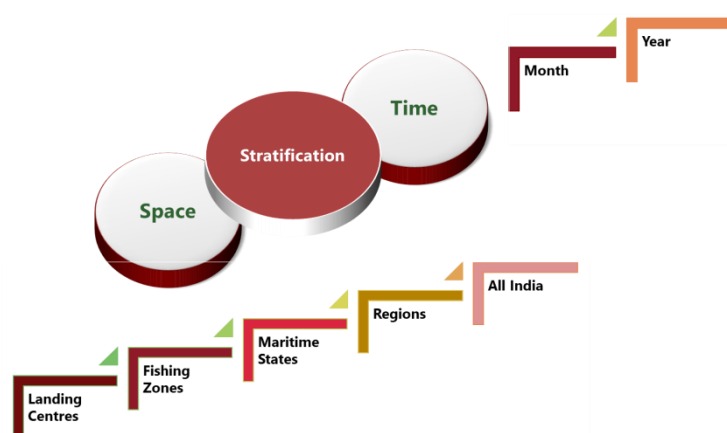 Year
Month
Time
Stratification
Space
All India
Regions
Maritime
States
Fishing
Zones
Landing
Centres